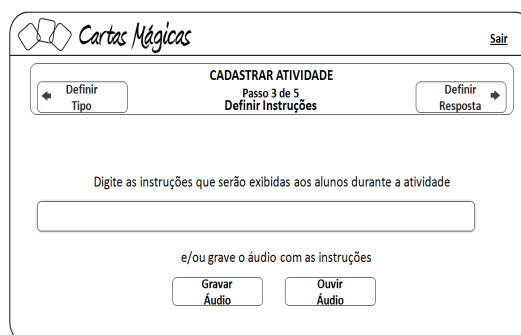 Cartas Mágicas
Sair
CADASTRAR ATIVIDADE
Passo 3 de 5
Definir Instruções
Definir
Tipo
Definir
Resposta
Digite as instruções que serão exibidas aos alunos durante a atividade
e/ou grave o áudio com as instruções
Gravar
Áudio
Ouvir
Áudio